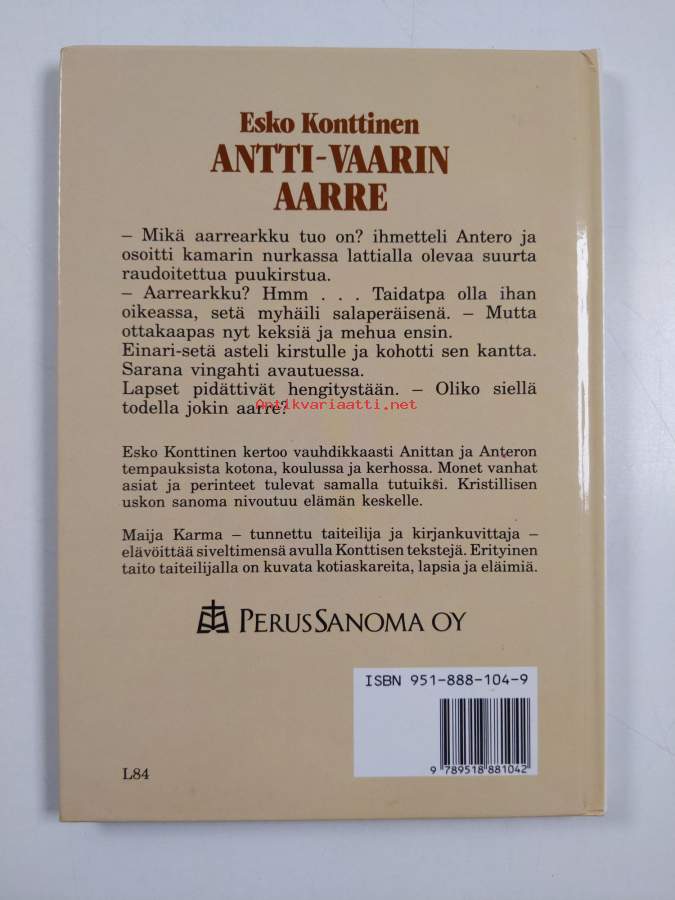 Esko Konttinen
ANTTI-VAARIN
AARRE
– Mikä aarrearkku tuo on? ihmetteli Antero ja
osoitti kamarin nurkassa lattialla olevaa suurta
raudoitettua puukirstua.
– Aarrearkku? Hmm . . . Taidatpa olla ihan
oikeassa, setä myhäili salaperäisenä. – Mutta
ottakaapas nyt keksiä ja mehua ensin.
Einari-setä asteli kirstulle ja kohotti sen kantta.
Sarana vingahti avautuessa.
Lapset pidättivät hengitystään. – Oliko siellä
todella jokin aarre?
Antikvariaatti.net
Esko Konttinen kertoo vauhdikkaasti Anittan ja Anteron
tempauksista kotona, koulussa ja kerhossa. Monet vanhat
asiat ja perinteet tulevat samalla tutuiksi. Kristillisen
uskon sanoma nivoutuu elämän keskelle.
Maija Karma – tunnettu taiteilija ja kirjankuvittaja –
elävöittää siveltimensä avulla Konttisen tekstejä. Erityinen
taito taiteilijalla on kuvata kotiaskareita, lapsia ja eläimiä.
PERUSSANOMA OY
ISBN 951-888-104-9
9 789518 881042
L84